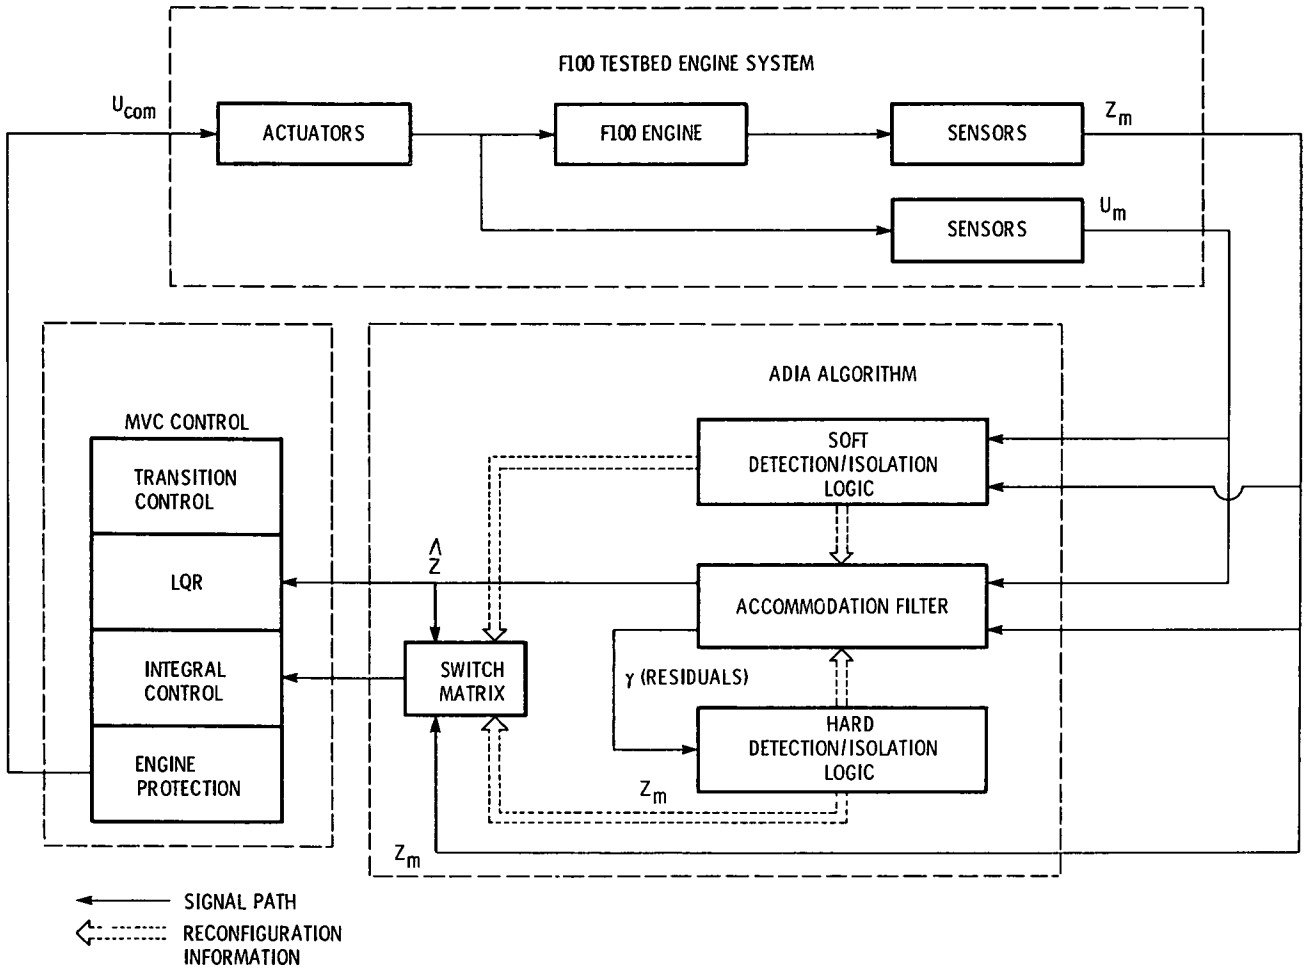 F100 TESTBED ENGINE SYSTEM
U_com
ACTUATORS
F100 ENGINE
SENSORS
Z_m
SENSORS
U_m
ADIA ALGORITHM
MVC CONTROL
TRANSITION
CONTROL
LQR
INTEGRAL
CONTROL
ENGINE
PROTECTION
SOFT
DETECTION/ISOLATION
LOGIC
Ẑ
ACCOMMODATION FILTER
SWITCH
MATRIX
γ (RESIDUALS)
HARD
DETECTION/ISOLATION
LOGIC
Z_m
Z_m
SIGNAL PATH
RECONFIGURATION
INFORMATION